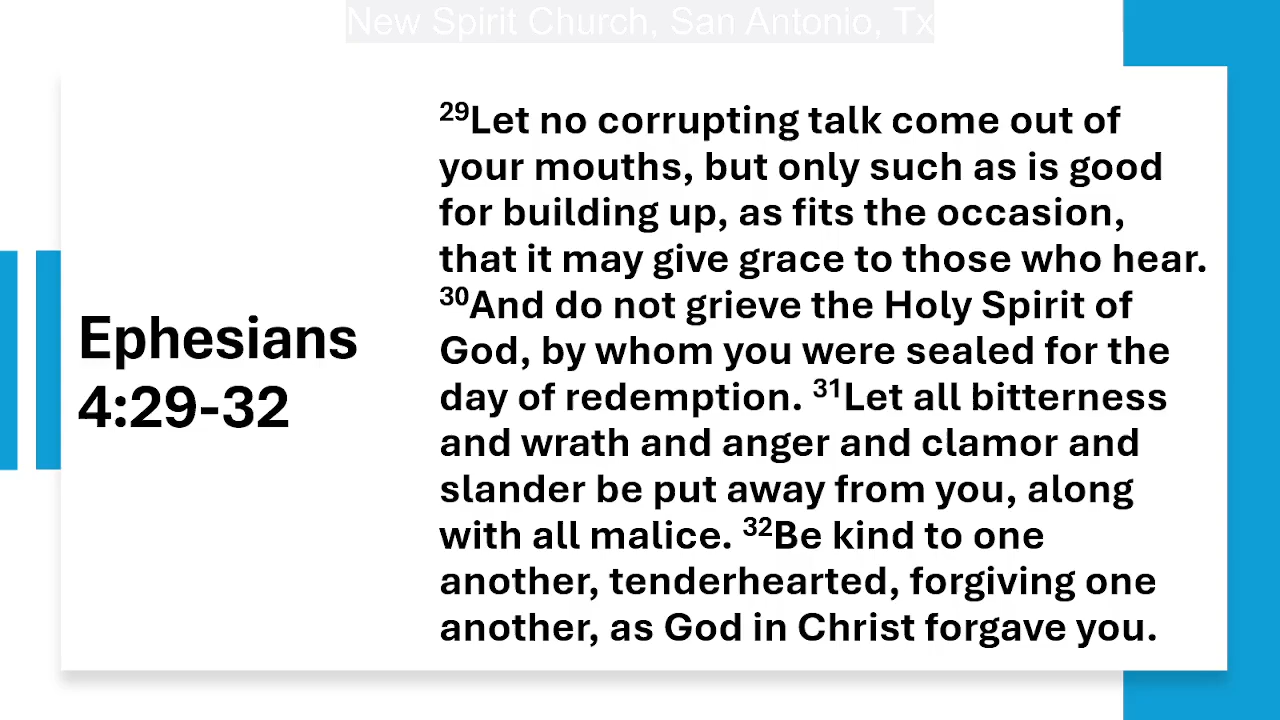 New Spirit Church, San Antonio, Tx
Ephesians
4:29-32
29Let no corrupting talk come out of
your mouths, but only such as is good
for building up, as fits the occasion,
that it may give grace to those who hear.
30And do not grieve the Holy Spirit of
God, by whom you were sealed for the
day of redemption. 31Let all bitterness
and wrath and anger and clamor and
slander be put away from you, along
with all malice. 32Be kind to one
another, tenderhearted, forgiving one
another, as God in Christ forgave you.